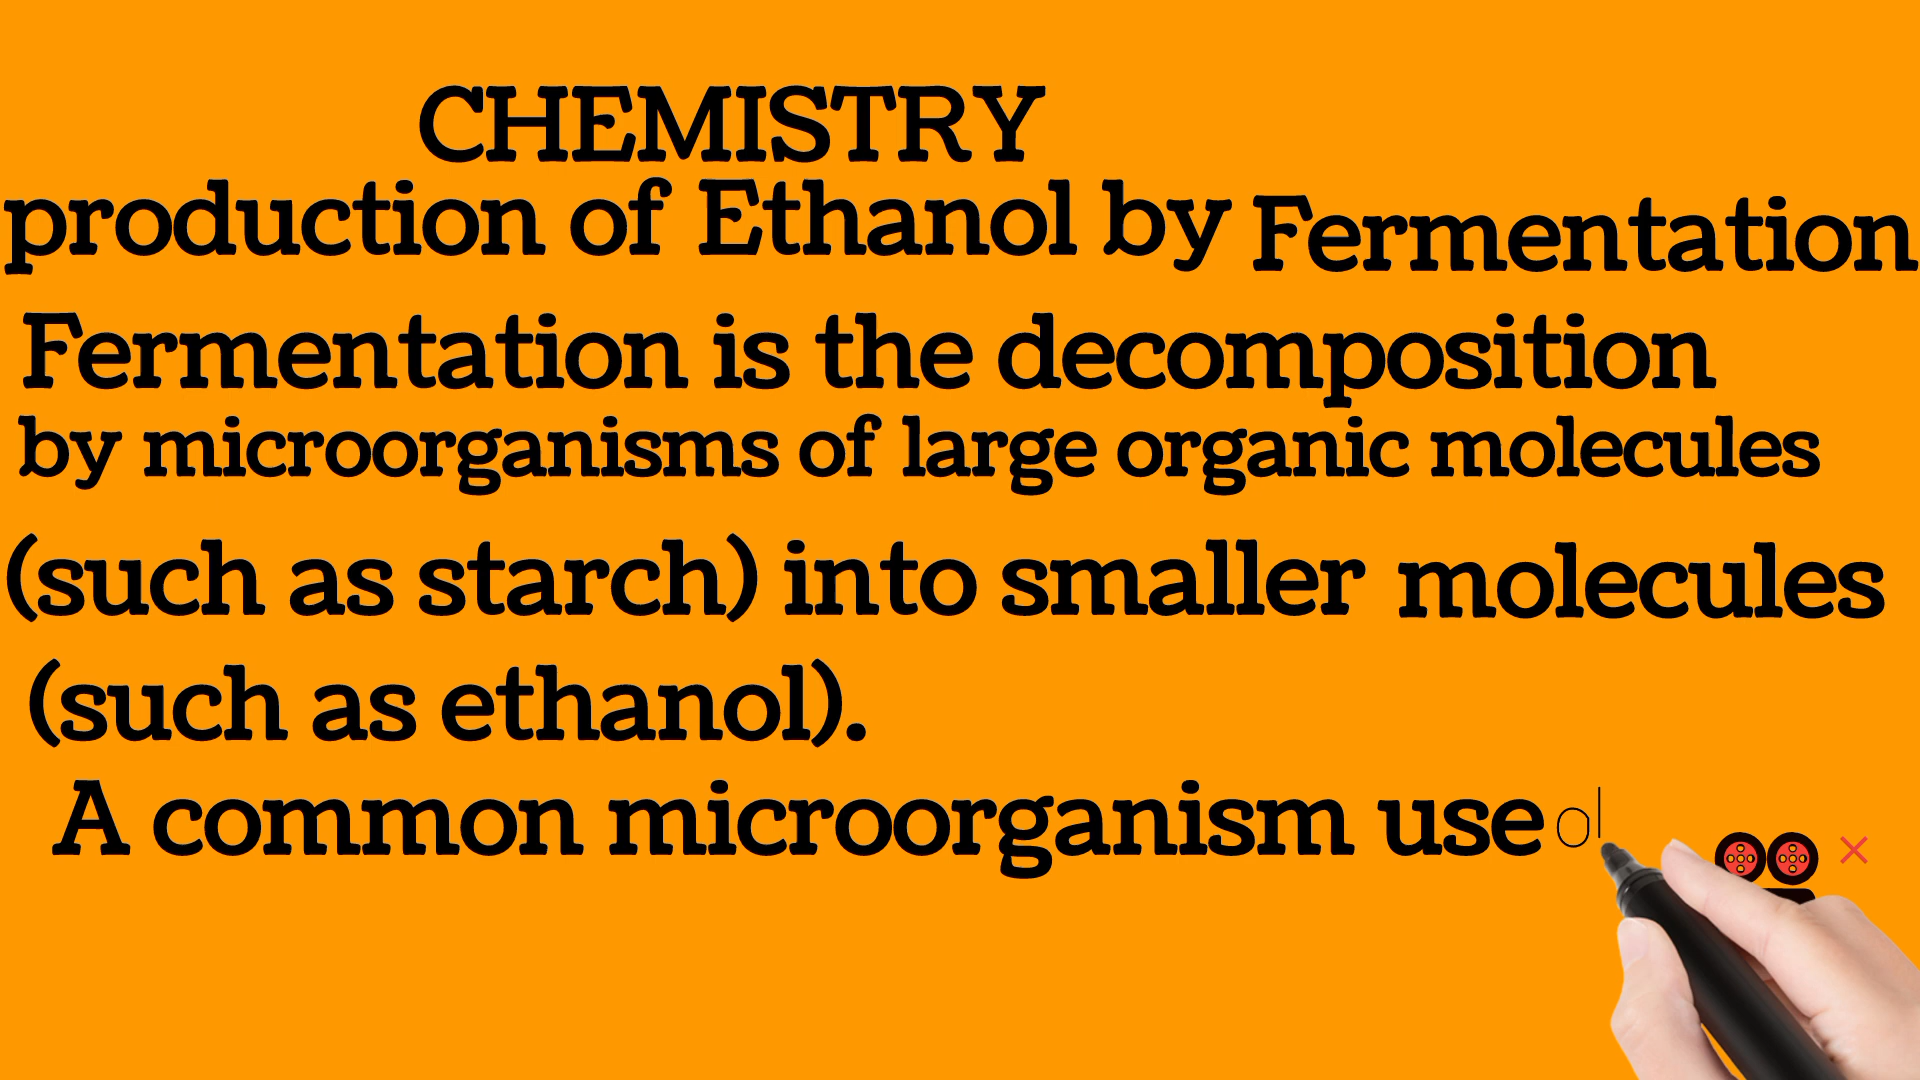 CHEMISTRY
production of Ethanol by Fermentation
Fermentation is the decomposition
by microorganisms of large organic molecules
(such as starch) into smaller molecules
(such as ethanol).
A common microorganism used